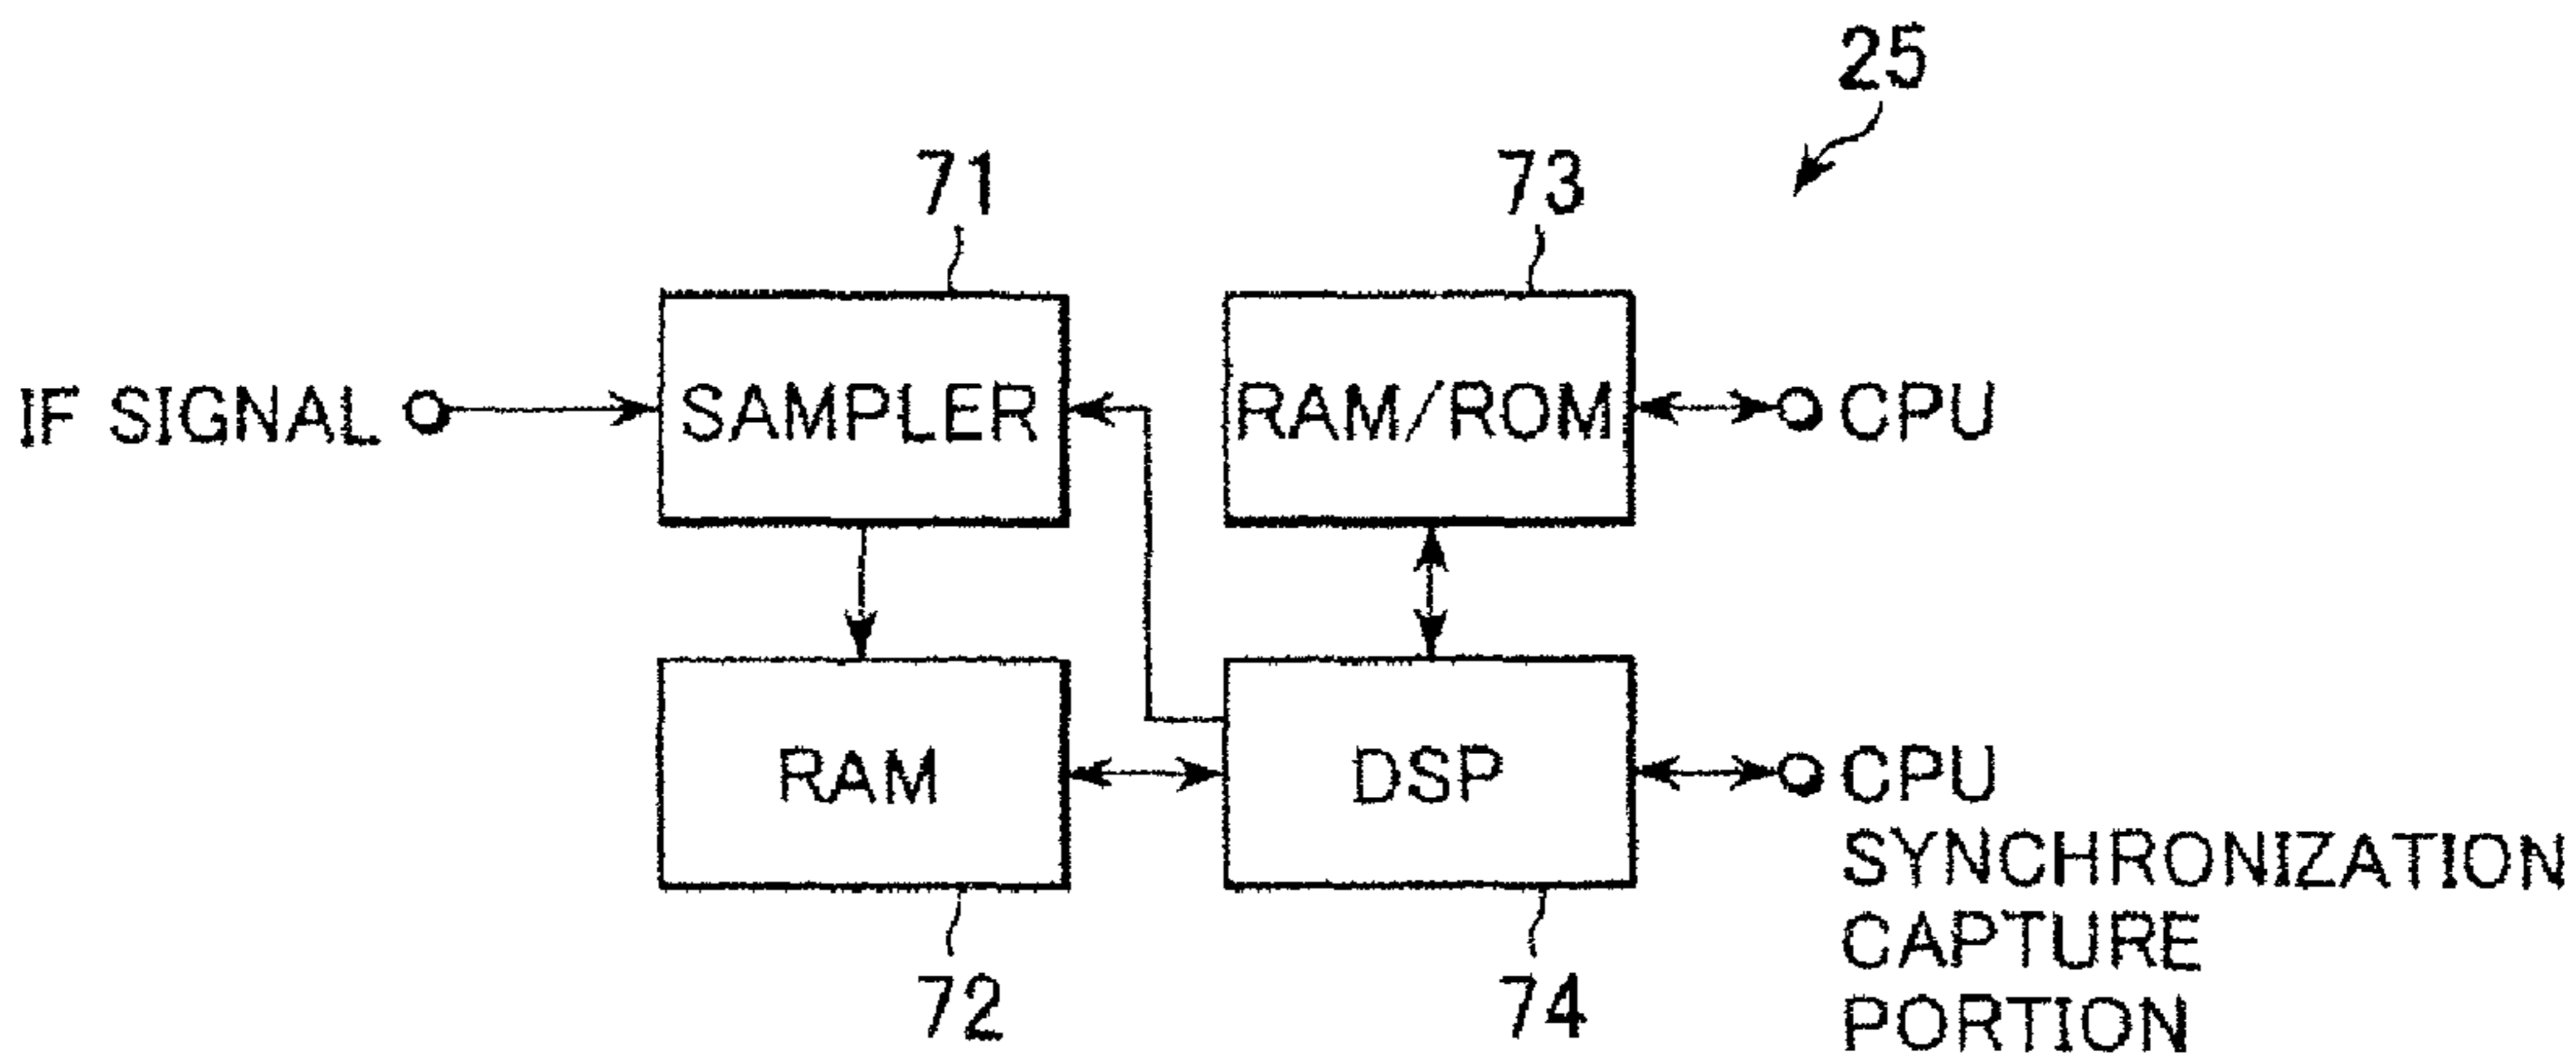 25
71
73
IF SIGNAL
SAMPLER
RAM/ROM
CPU
RAM
DSP
CPU
SYNCHRONIZATION
CAPTURE
PORTION
72
74